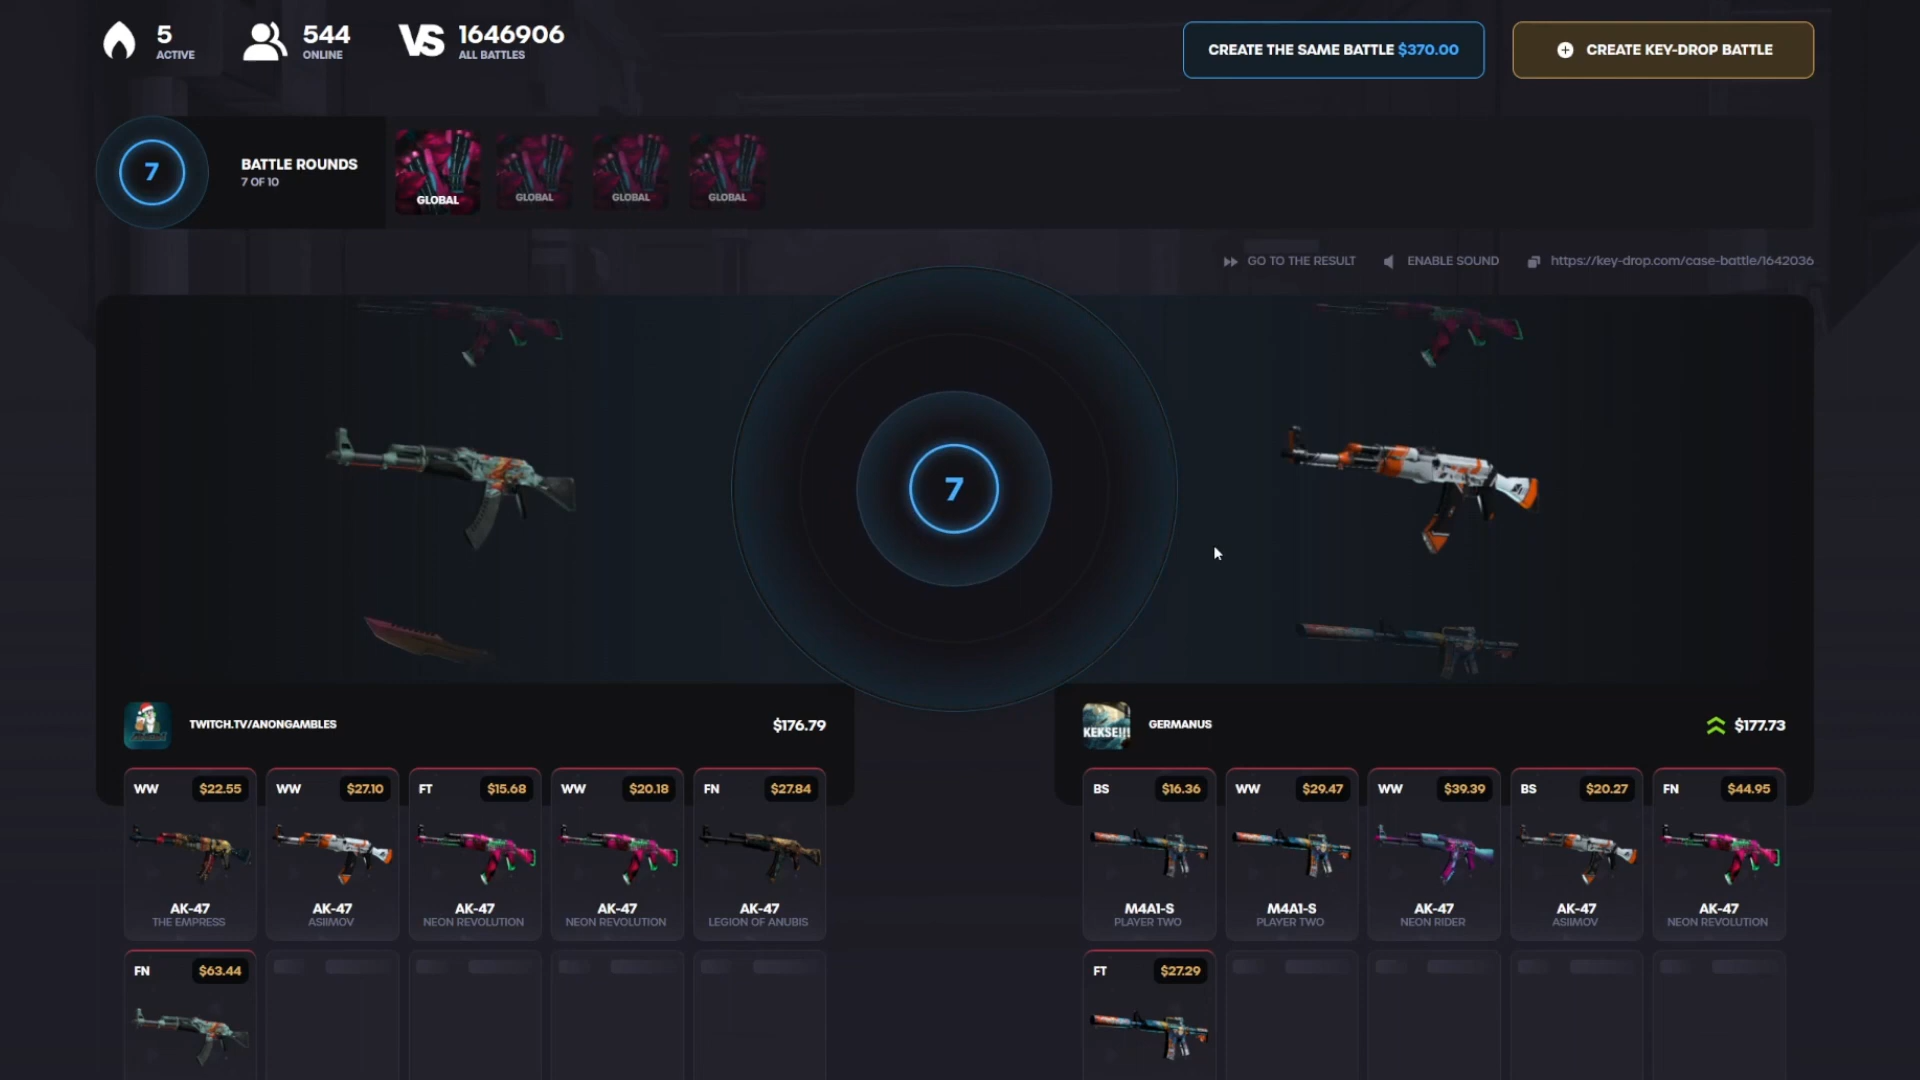 5
ACTIVE
544
ONLINE
VS
1646906
ALL BATTLES
CREATE THE SAME BATTLE $370.00
CREATE KEY-DROP BATTLE
7
BATTLE ROUNDS
7 OF 10
GLOBAL
GLOBAL
GLOBAL
GLOBAL
GO TO THE RESULT
ENABLE SOUND
https://key-drop.com/case-battle/1642036
7
TWITCH.TV/ANONGAMBLES
$176.79
KEKSE!!!
GERMANUS
$177.73
WW $22.55
AK-47
THE EMPRESS
WW $27.10
AK-47
ASIIMOV
FT $15.68
AK-47
NEON REVOLUTION
WW $20.18
AK-47
NEON REVOLUTION
FN $27.84
AK-47
LEGION OF ANUBIS
BS $16.36
M4A1-S
PLAYER TWO
WW $29.47
M4A1-S
PLAYER TWO
WW $39.39
AK-47
NEON RIDER
BS $20.27
AK-47
ASIIMOV
FN $44.95
AK-47
NEON REVOLUTION
FN $63.44
FT $27.29